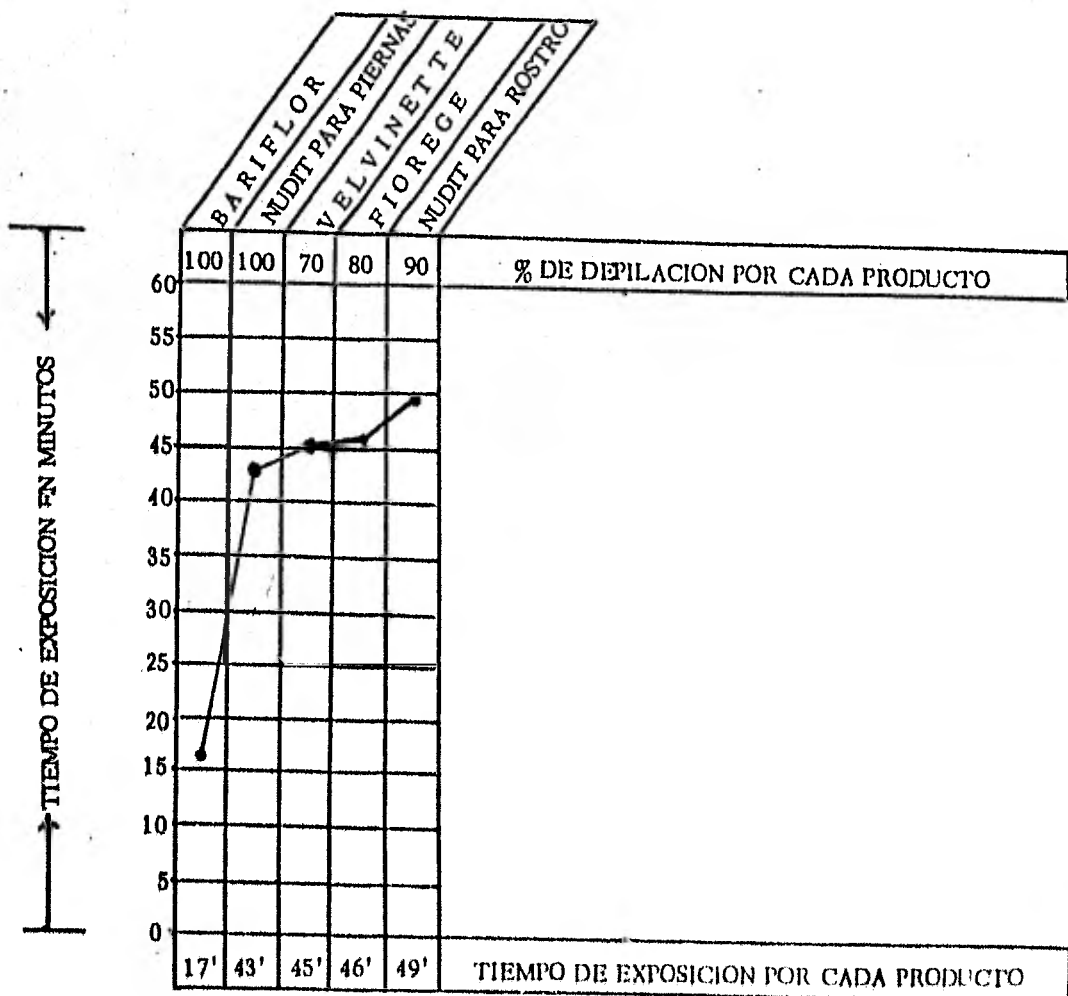 BARIFLOR
NUDIT PARA PIERNAS
VELVINETTE
FIOREGE
NUDIT PARA ROSTRO
100 100 70 80 90 % DE DEPILACION POR CADA PRODUCTO
TIEMPO DE EXPOSICION EN MINUTOS
60
55
50
45
40
35
30
25
20
15
10
5
0
17' 43' 45' 46' 49' TIEMPO DE EXPOSICION POR CADA PRODUCTO